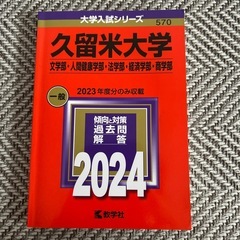 大学入試シリーズ
570
久留米大学
文学部・人間健康学部・法学部・経済学部・商学部
一般
2023年度分のみ収載
傾向と対策
過去問
解答
2024
教学社